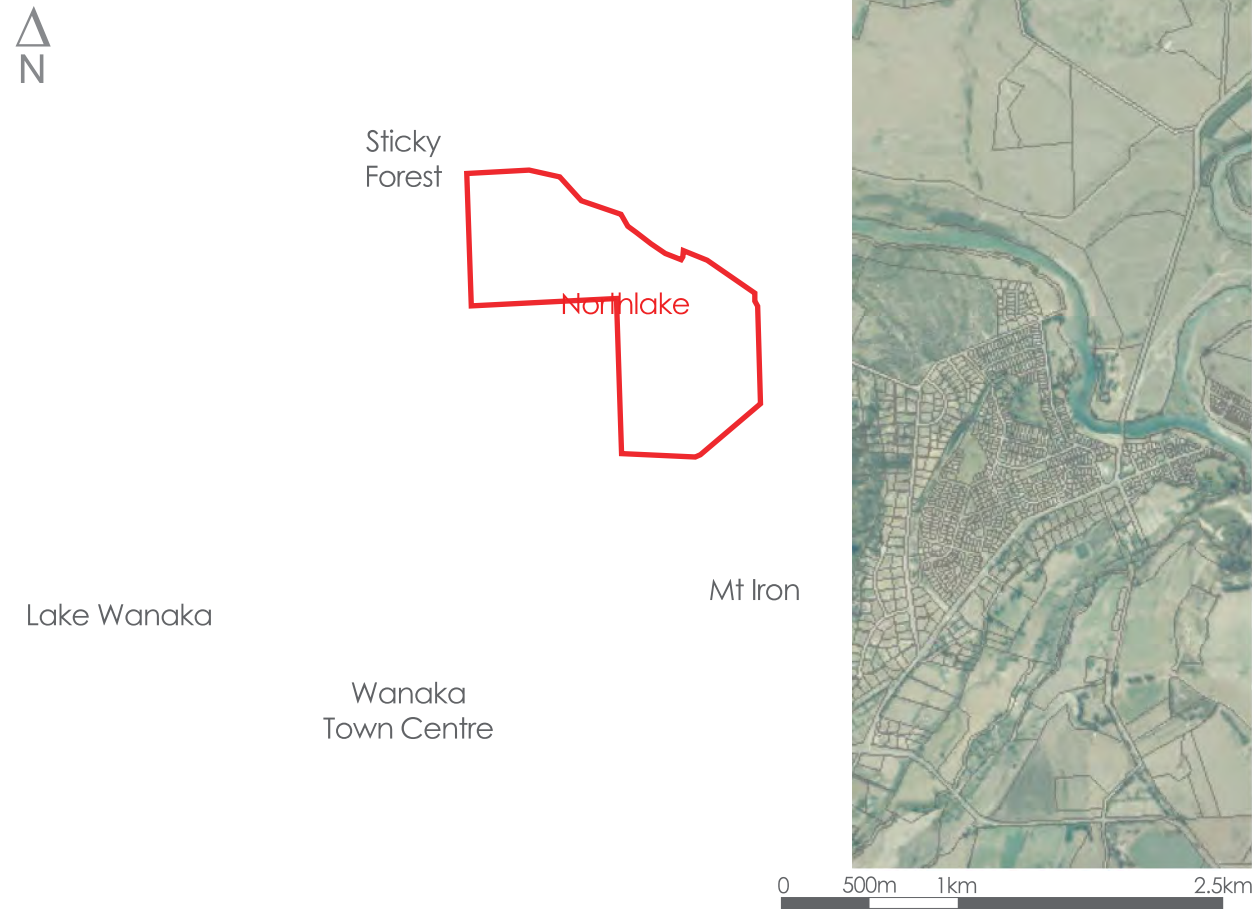 N
Sticky
Forest
Northlake
Mt Iron
Lake Wanaka
Wanaka
Town Centre
0 500m 1km 2.5km